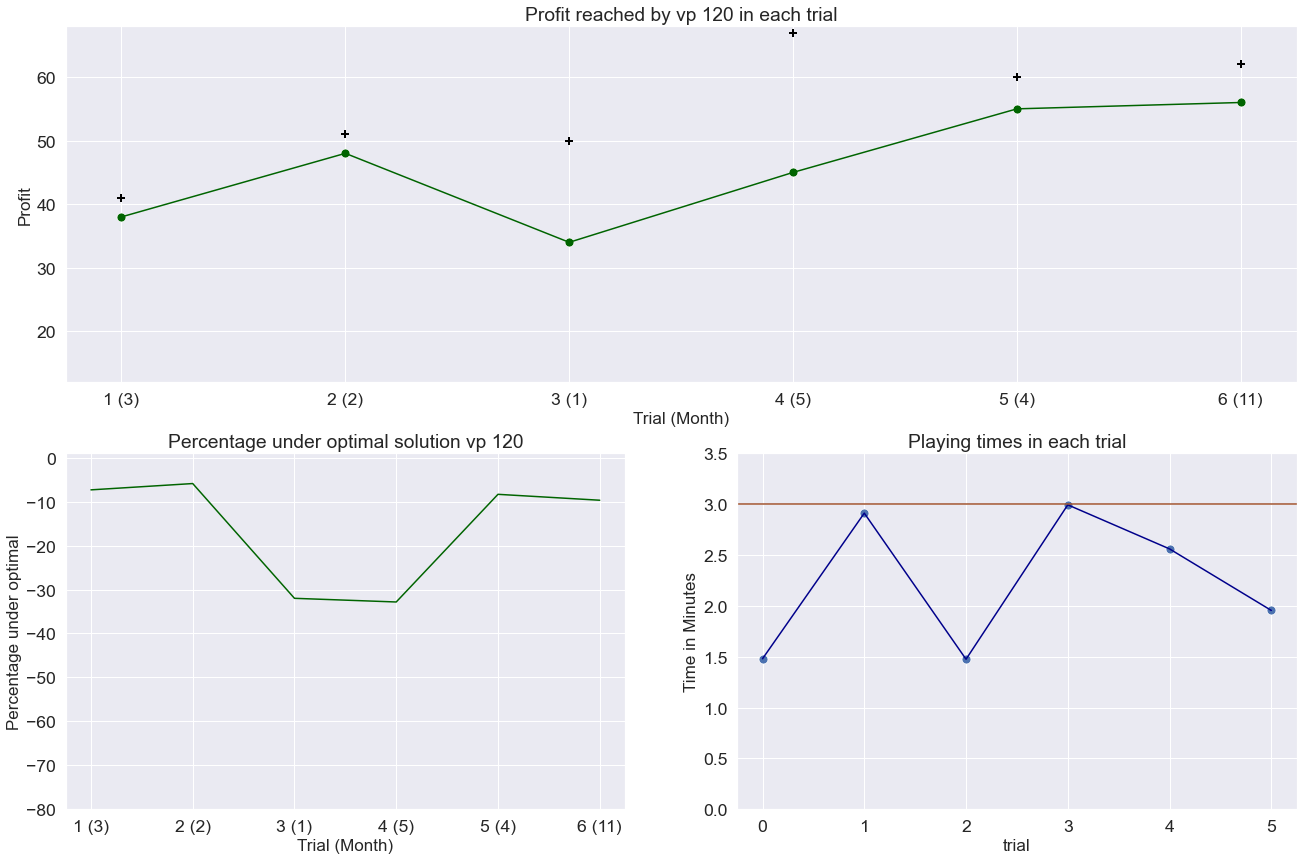 Profit reached by vp 120 in each trial
Profit
60
50
40
30
20
1 (3) 2 (2) 3 (1) 4 (5) 5 (4) 6 (11)
Trial (Month)
Percentage under optimal solution vp 120
Percentage under optimal
0
−10
−20
−30
−40
−50
−60
−70
−80
1 (3) 2 (2) 3 (1) 4 (5) 5 (4) 6 (11)
Trial (Month)
Playing times in each trial
Time in Minutes
3.5
3.0
2.5
2.0
1.5
1.0
0.5
0.0
0 1 2 3 4 5
trial